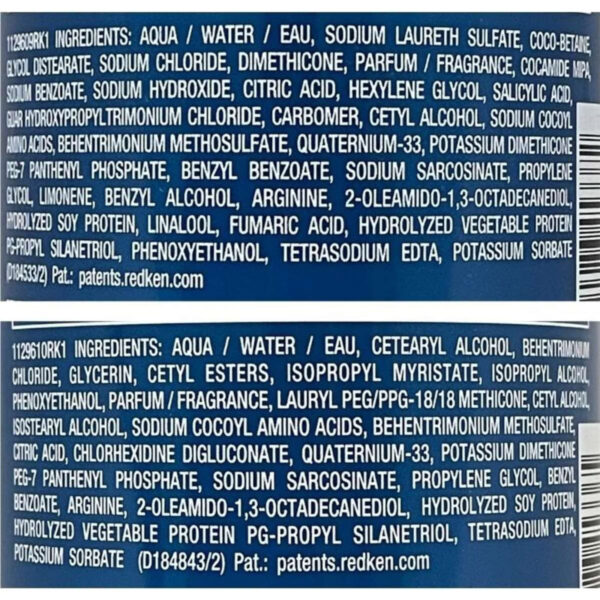 1129609RK1 INGREDIENTS: AQUA / WATER / EAU, SODIUM LAURETH SULFATE, COCO-BETAINE,
GLYCOL DISTEARATE, SODIUM CHLORIDE, DIMETHICONE, PARFUM / FRAGRANCE, COCAMIDE MIPA,
SODIUM BENZOATE, SODIUM HYDROXIDE, CITRIC ACID, HEXYLENE GLYCOL, SALICYLIC ACID,
GUAR HYDROXYPROPYLTRIMONIUM CHLORIDE, CARBOMER, CETYL ALCOHOL, SODIUM COCOYL
AMINO ACIDS, BEHENTRIMONIUM METHOSULFATE, QUATERNIUM-33, POTASSIUM DIMETHICONE
PEG-7 PANTHENYL PHOSPHATE, BENZYL BENZOATE, SODIUM SARCOSINATE, PROPYLENE
GLYCOL, LIMONENE, BENZYL ALCOHOL, ARGININE, 2-OLEAMIDO-1,3-OCTADECANEDIOL,
HYDROLYZED SOY PROTEIN, LINALOOL, FUMARIC ACID, HYDROLYZED VEGETABLE PROTEIN
PG-PROPYL SILANETRIOL, PHENOXYETHANOL, TETRASODIUM EDTA, POTASSIUM SORBATE
(D184533/2) Pat.: patents.redken.com
1129610RK1 INGREDIENTS: AQUA / WATER / EAU, CETEARYL ALCOHOL, BEHENTRIMONIUM
CHLORIDE, GLYCERIN, CETYL ESTERS, ISOPROPYL MYRISTATE, ISOPROPYL ALCOHOL,
PHENOXYETHANOL, PARFUM / FRAGRANCE, LAURYL PEG/PPG-18/18 METHICONE, CETYL ALCOHOL,
ISOSTEARYL ALCOHOL, SODIUM COCOYL AMINO ACIDS, BEHENTRIMONIUM METHOSULFATE,
CITRIC ACID, CHLORHEXIDINE DIGLUCONATE, QUATERNIUM-33, POTASSIUM DIMETHICONE
PEG-7 PANTHENYL PHOSPHATE, SODIUM SARCOSINATE, PROPYLENE GLYCOL, BENZYL
BENZOATE, ARGININE, 2-OLEAMIDO-1,3-OCTADECANEDIOL, HYDROLYZED SOY PROTEIN,
HYDROLYZED VEGETABLE PROTEIN PG-PROPYL SILANETRIOL, TETRASODIUM EDTA,
POTASSIUM SORBATE (D184843/2) Pat.: patents.redken.com